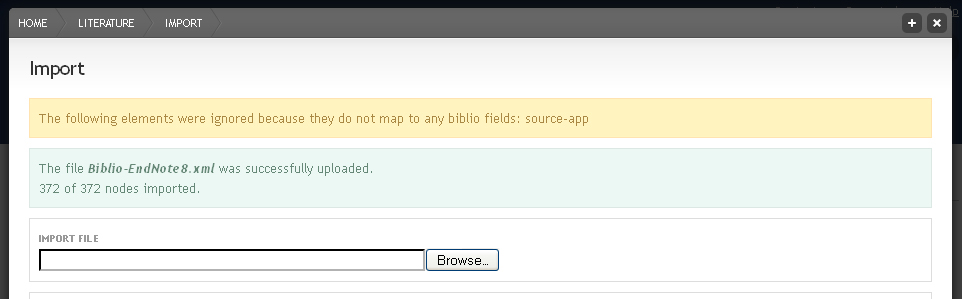 HOME LITERATURE IMPORT
Import
The following elements were ignored because they do not map to any biblio fields: source-app
The file Biblio-EndNote8.xml was successfully uploaded.
372 of 372 nodes imported.
IMPORT FILE
Browse...